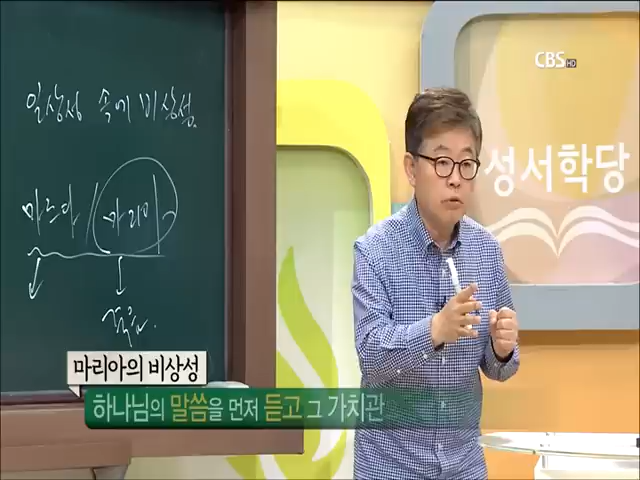 CBS HD
성서학당
일상성 속에 비상성
마르다 / 마리아
마리아의 비상성
하나님의 말씀을 먼저 듣고 그 가치관